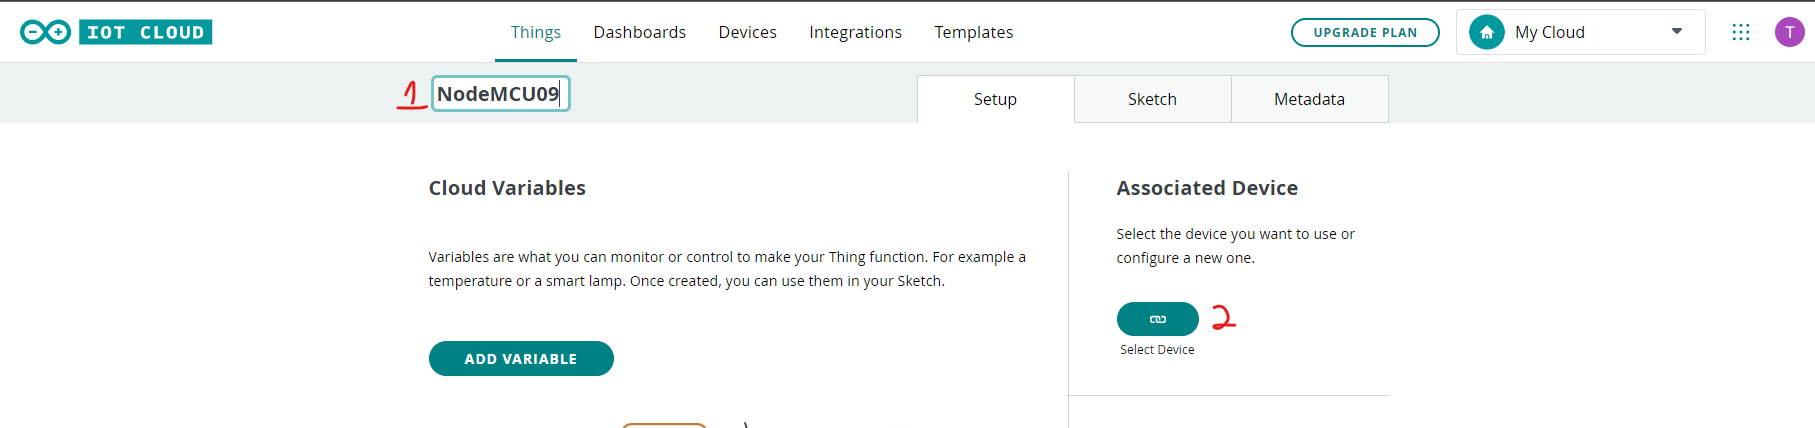 IOT CLOUD
Things Dashboards Devices Integrations Templates
UPGRADE PLAN
My Cloud
T
1 NodeMCU09
Setup Sketch Metadata
Cloud Variables
Variables are what you can monitor or control to make your Thing function. For example a
temperature or a smart lamp. Once created, you can use them in your Sketch.
ADD VARIABLE
Associated Device
Select the device you want to use or
configure a new one.
2
Select Device